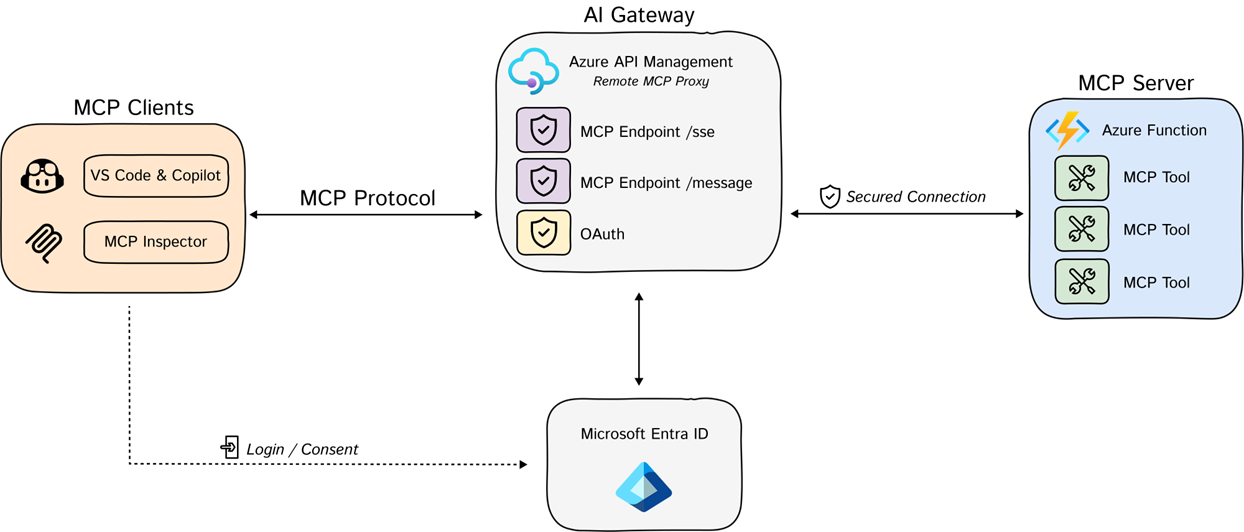 AI Gateway
Azure API Management
Remote MCP Proxy
MCP Endpoint /sse
MCP Endpoint /message
OAuth
MCP Clients
VS Code & Copilot
MCP Inspector
MCP Protocol
MCP Server
Azure Function
MCP Tool
MCP Tool
MCP Tool
Secured Connection
Login / Consent
Microsoft Entra ID